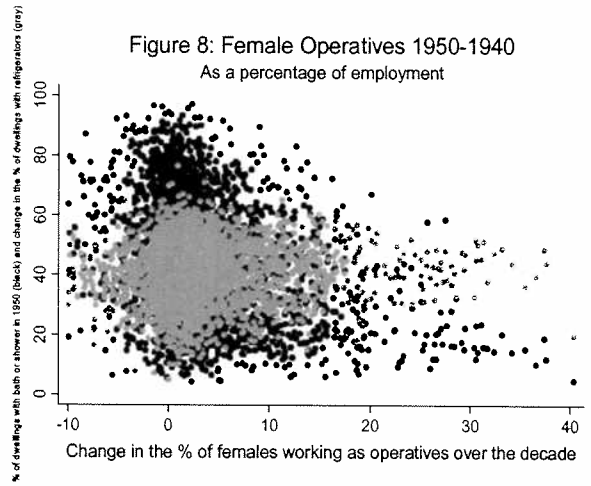 Figure 8: Female Operatives 1950-1940
As a percentage of employment
% of dwellings with bath or shower in 1950 (black) and change in the % of dwellings with refrigerators (gray)
100
80
60
40
20
0
-10 0 10 20 30 40
Change in the % of females working as operatives over the decade